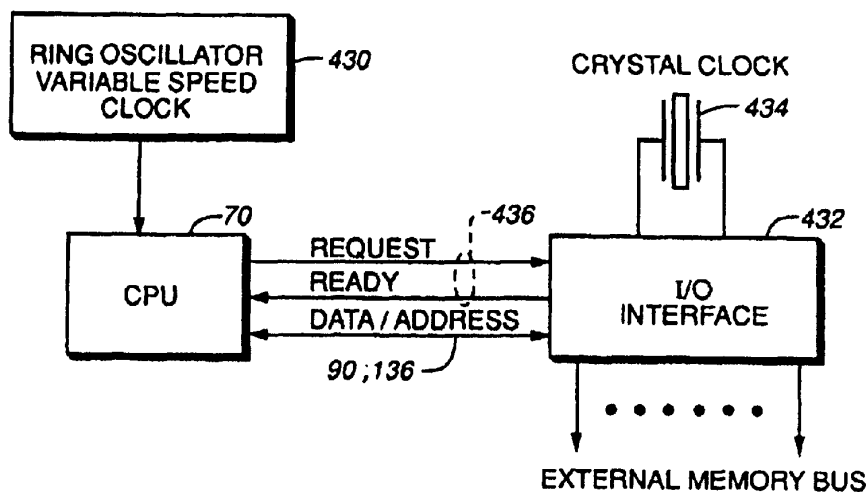 RING OSCILLATOR
VARIABLE SPEED
CLOCK
430
CRYSTAL CLOCK
434
70
CPU
REQUEST
436
READY
DATA / ADDRESS
90 ; 136
432
I/O
INTERFACE
EXTERNAL MEMORY BUS